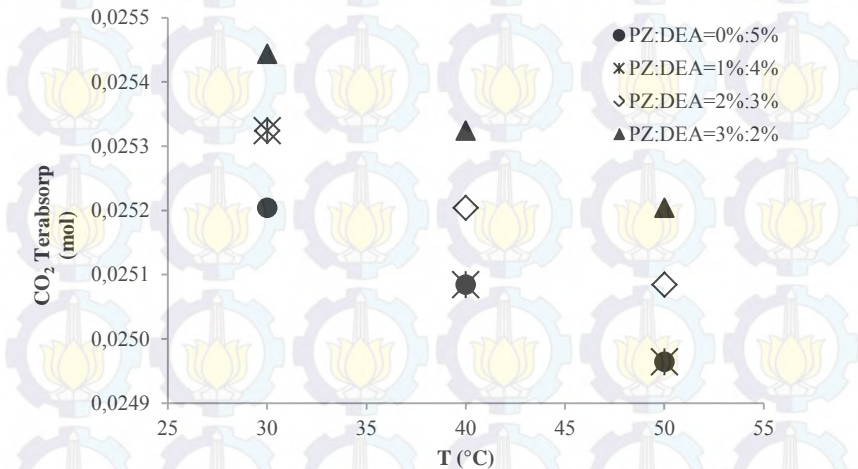 0,0255
0,0254
0,0253
0,0252
0,0251
0,0250
0,0249
CO₂ Terabsorp
(mol)
25 30 35 40 45 50 55
T (°C)
PZ:DEA=0%:5%
PZ:DEA=1%:4%
PZ:DEA=2%:3%
PZ:DEA=3%:2%